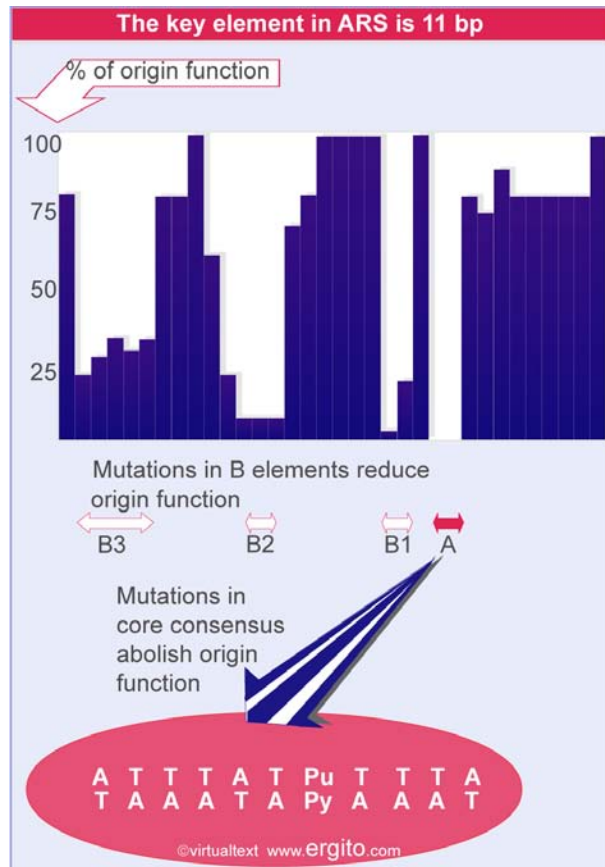 The key element in ARS is 11 bp
% of origin function
100
75
50
25
Mutations in B elements reduce
origin function
B3 B2 B1 A
Mutations in
core consensus
abolish origin
function
A T T T A T Pu T T T A
T A A A T A Py A A A T
©virtualtext www.ergito.com